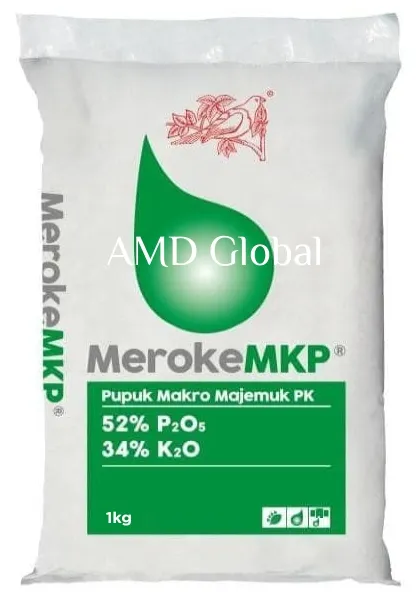 ®
AMD Global
MerokeMKP®
MerokeMKP®
Pupuk Makro Majemuk PK
52% P₂O₅
34% K₂O
1kg